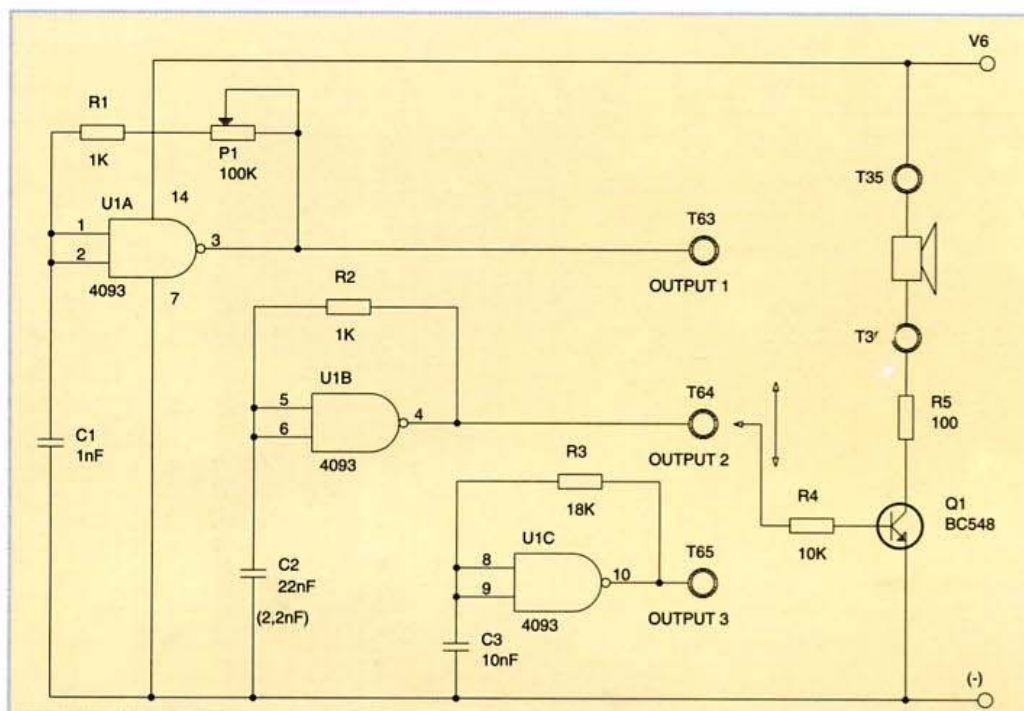 V6
R1
1K
P1
100K
T35
U1A
14
1
2
3
4093
7
T63
OUTPUT 1
R2
1K
T3'
U1B
5
6
4
4093
T64
OUTPUT 2
R5
100
C1
1nF
R3
18K
R4
10K
Q1
BC548
U1C
8
9
10
4093
T65
OUTPUT 3
C2
22nF
(2,2nF)
C3
10nF
(-)